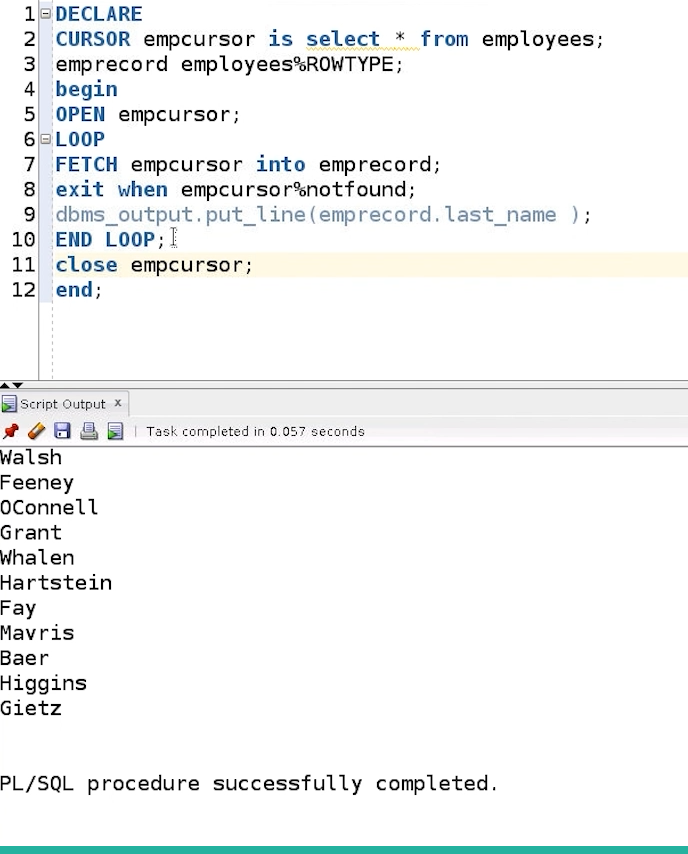 1 DECLARE
2 CURSOR empcursor is select * from employees;
3 emprecord employees%ROWTYPE;
4 begin
5 OPEN empcursor;
6 LOOP
7 FETCH empcursor into emprecord;
8 exit when empcursor%notfound;
9 dbms_output.put_line(emprecord.last_name );
10 END LOOP;
11 close empcursor;
12 end;
Script Output x
Task completed in 0.057 seconds
Walsh
Feeney
OConnell
Grant
Whalen
Hartstein
Fay
Mavris
Baer
Higgins
Gietz
PL/SQL procedure successfully completed.